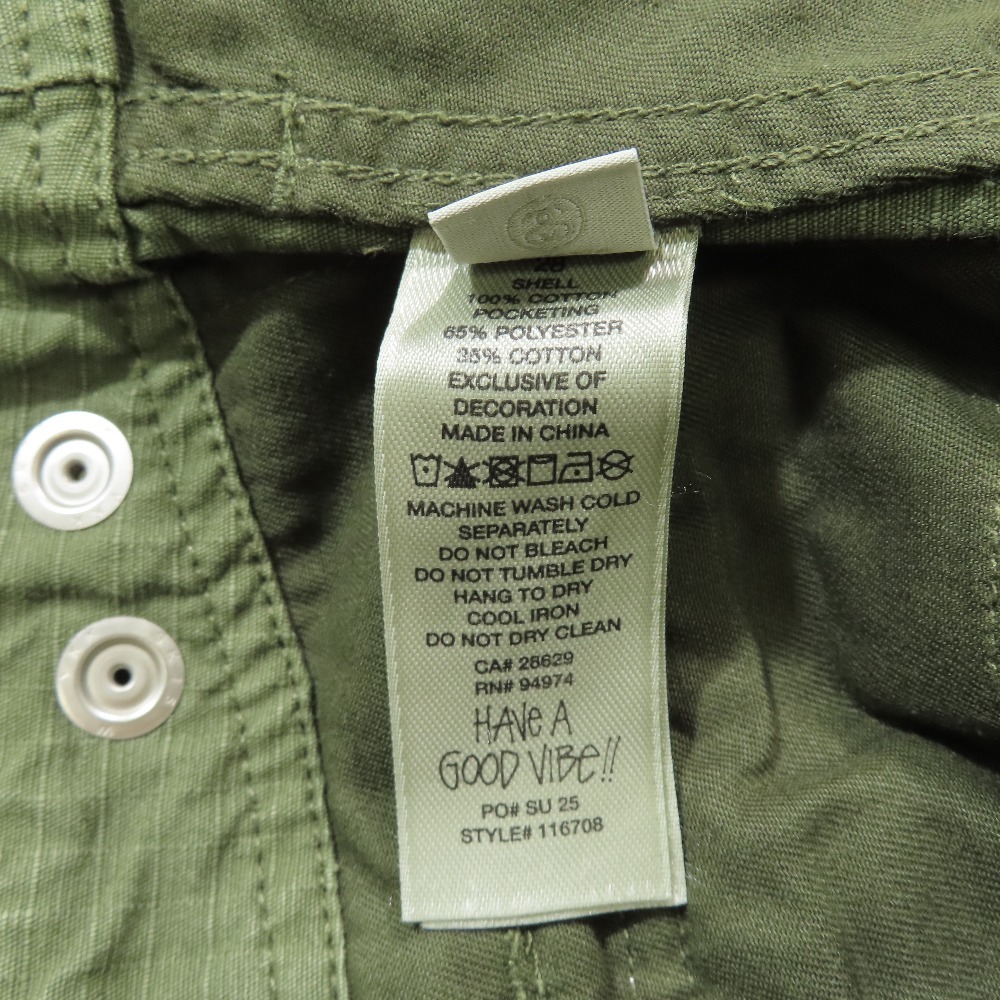 28
SHELL
100% COTTON
POCKETING
65% POLYESTER
35% COTTON
EXCLUSIVE OF
DECORATION
MADE IN CHINA
MACHINE WASH COLD
SEPARATELY
DO NOT BLEACH
DO NOT TUMBLE DRY
HANG TO DRY
COOL IRON
DO NOT DRY CLEAN
CA# 28629
RN# 94974
HAVE A
GOOD VIBE!!
PO# SU 25
STYLE# 116708